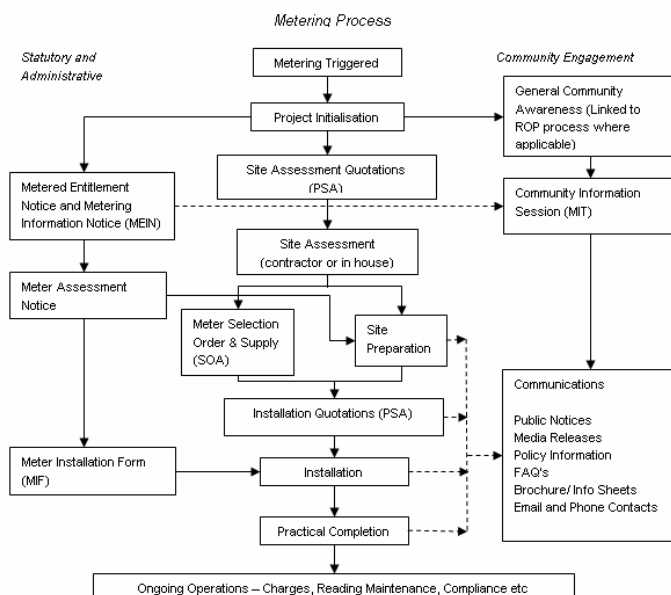 Metering Process
Statutory and
Administrative
Community Engagement
Metering Triggered
Project Initialisation
General Community
Awareness (Linked to
ROP process where
applicable)
Site Assessment Quotations
(PSA)
Metered Entitlement
Notice and Metering
Information Notice (MEIN)
Community Information
Session (MIT)
Site Assessment
(contractor or in house)
Meter Assessment
Notice
Meter Selection
Order & Supply
(SOA)
Site
Preparation
Installation Quotations (PSA)
Communications
Public Notices
Media Releases
Policy Information
FAQ's
Brochure/ Info Sheets
Email and Phone Contacts
Meter Installation Form
(MIF)
Installation
Practical Completion
Ongoing Operations – Charges, Reading Maintenance, Compliance etc